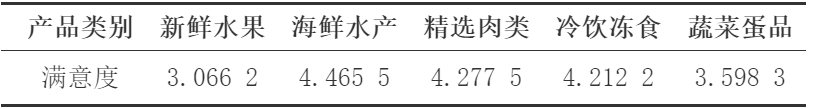 产品类别 新鲜水果 海鲜水产 精选肉类 冷饮冻食 蔬菜蛋品
满意度 3.066 2 4.465 5 4.277 5 4.212 2 3.598 3